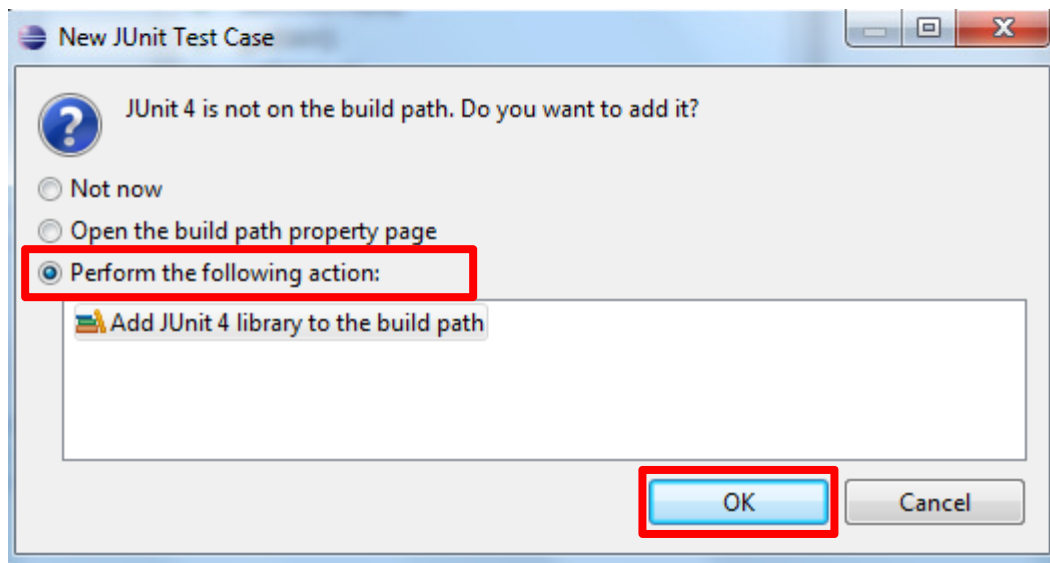 New JUnit Test Case
JUnit 4 is not on the build path. Do you want to add it?
Not now
Open the build path property page
Perform the following action:
Add JUnit 4 library to the build path
OK
Cancel